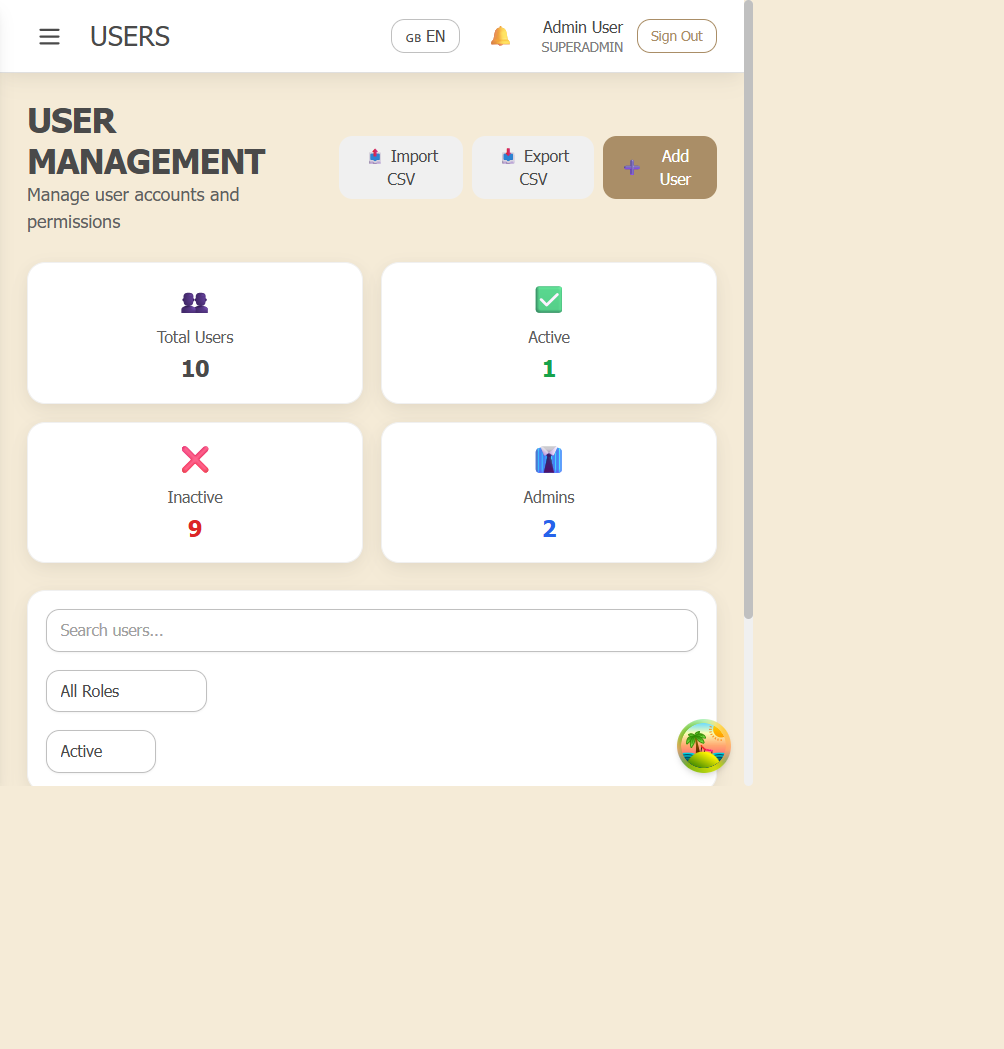 USERS
GB EN
Admin User
SUPERADMIN
Sign Out
USER
MANAGEMENT
Manage user accounts and
permissions
Import
CSV
Export
CSV
Add
User
Total Users
10
Active
1
Inactive
9
Admins
2
Search users...
All Roles
Active